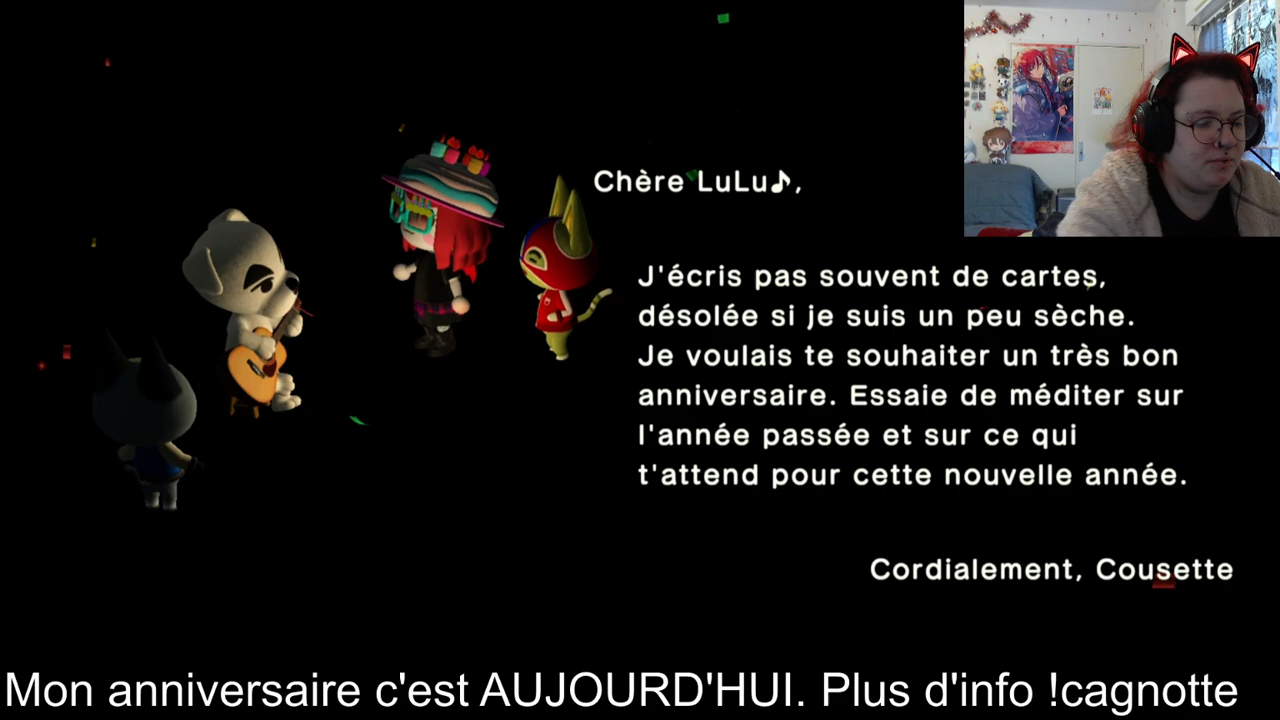 Chère LuLu♪,
J'écris pas souvent de cartes,
désolée si je suis un peu sèche.
Je voulais te souhaiter un très bon
anniversaire. Essaie de méditer sur
l'année passée et sur ce qui
t'attend pour cette nouvelle année.
Cordialement, Cousette
Mon anniversaire c'est AUJOURD'HUI. Plus d'info !cagnotte